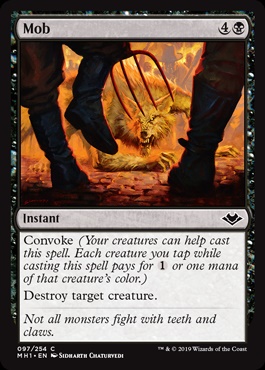 Mob 4
Instant
Convoke (Your creatures can help cast
this spell. Each creature you tap while
casting this spell pays for 1 or one mana
of that creature's color.)
Destroy target creature.
Not all monsters fight with teeth and
claws.
097/254 C
MH1 • EN Sidharth Chaturvedi
™ & © 2019 Wizards of the Coast